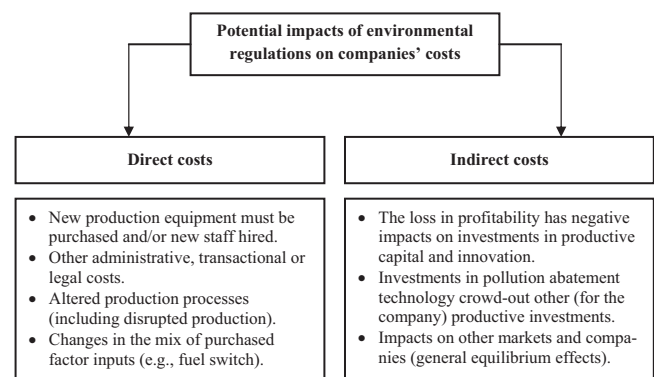 Potential impacts of environmental
regulations on companies’ costs
Direct costs
• New production equipment must be
purchased and/or new staff hired.
• Other administrative, transactional or
legal costs.
• Altered production processes
(including disrupted production).
• Changes in the mix of purchased
factor inputs (e.g., fuel switch).
Indirect costs
• The loss in profitability has negative
impacts on investments in productive
capital and innovation.
• Investments in pollution abatement
technology crowd-out other (for the
company) productive investments.
• Impacts on other markets and compa-
nies (general equilibrium effects).